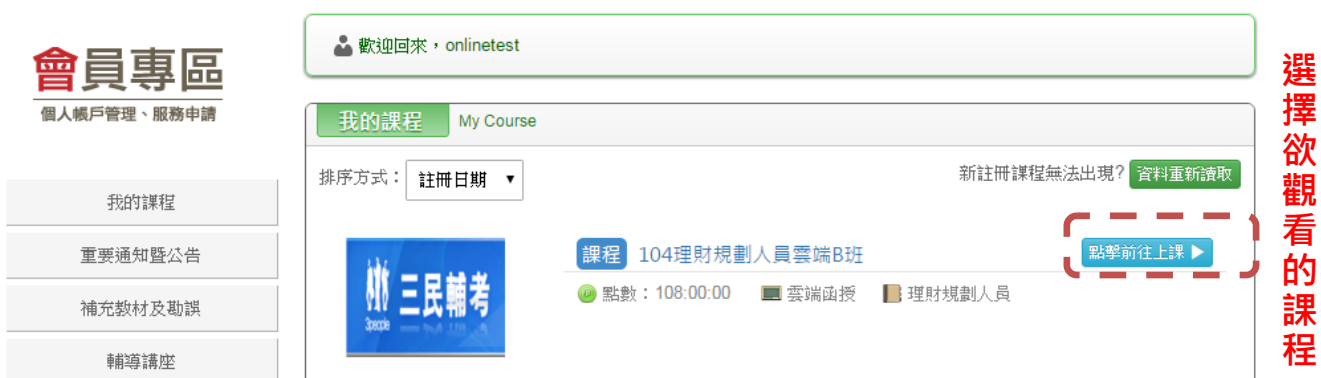 會員專區
個人帳戶管理、服務申請
我的課程
重要通知暨公告
補充教材及勘誤
輔導講座
歡迎回來，onlinetest
我的課程 My Course
排序方式： 註冊日期 ▼
新註冊課程無法出現? 資料重新讀取
三民輔考
3people
課程 104理財規劃人員雲端B班
點擊前往上課 ▶
點數：108:00:00 雲端函授 理財規劃人員
選擇欲觀看的課程